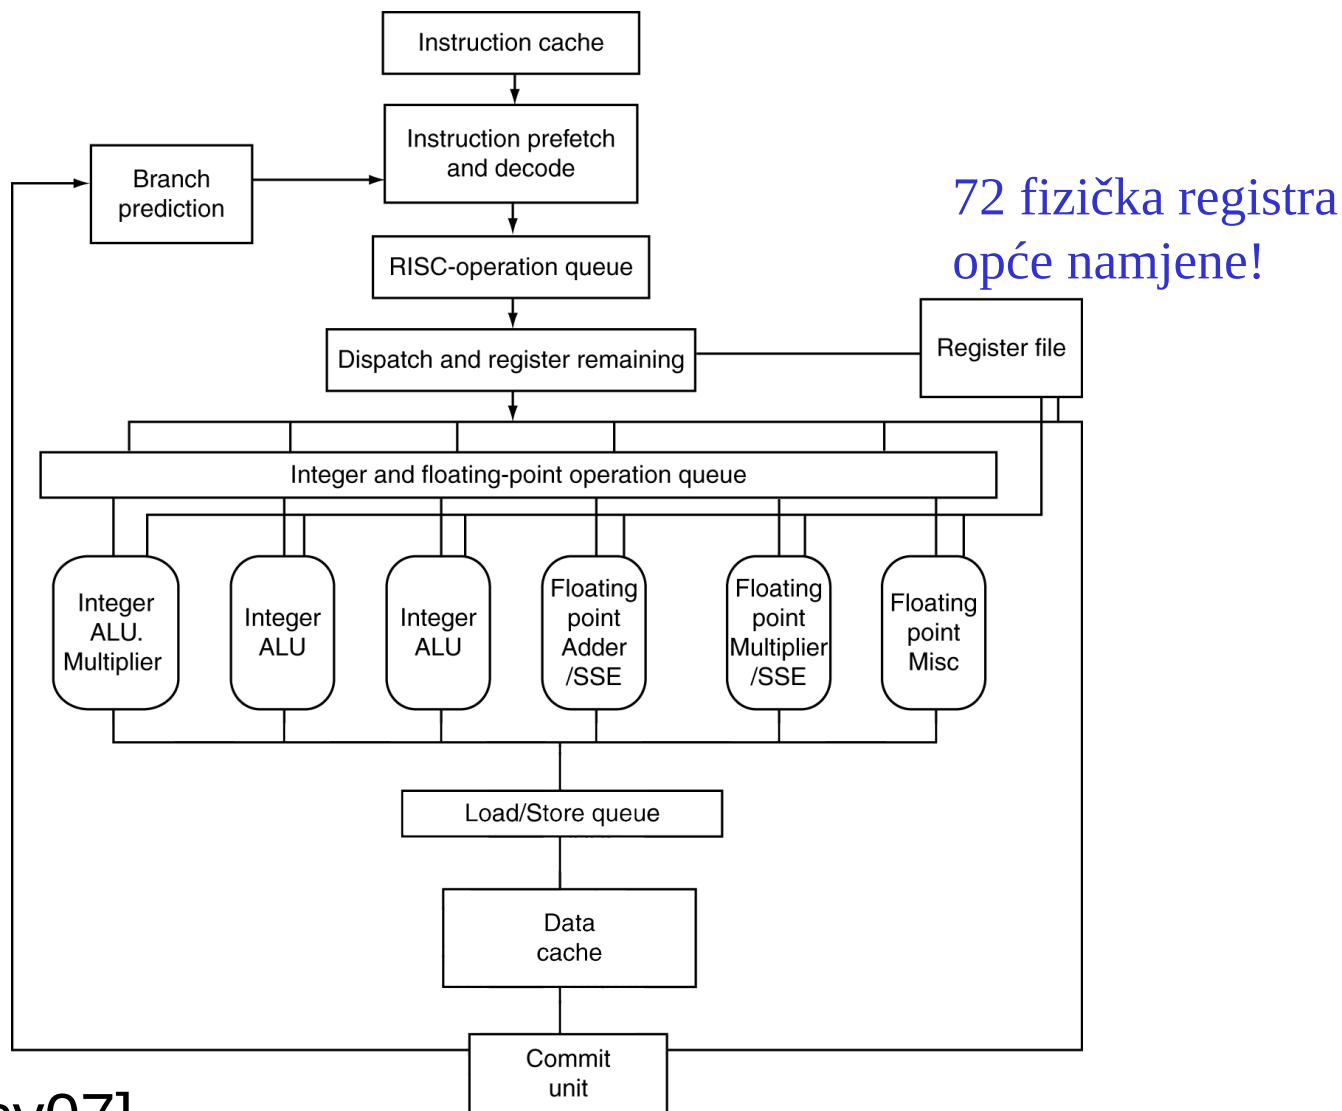 Instruction cache
Instruction prefetch
and decode
Branch
prediction
72 fizička registra
opće namjene!
RISC-operation queue
Dispatch and register remaining
Register file
Integer and floating-point operation queue
Integer
ALU.
Multiplier
Integer
ALU
Integer
ALU
Floating
point
Adder
/SSE
Floating
point
Multiplier
/SSE
Floating
point
Misc
Load/Store queue
Data
cache
Commit
unit